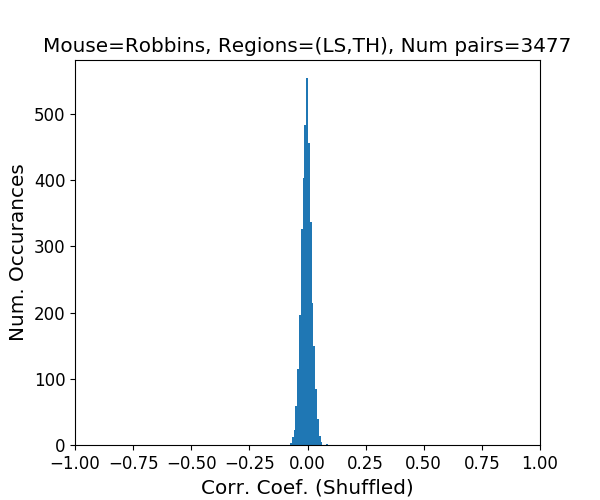 Mouse=Robbins, Regions=(LS,TH), Num pairs=3477
Num. Occurances
500
400
300
200
100
0
−1.00 −0.75 −0.50 −0.25 0.00 0.25 0.50 0.75 1.00
Corr. Coef. (Shuffled)